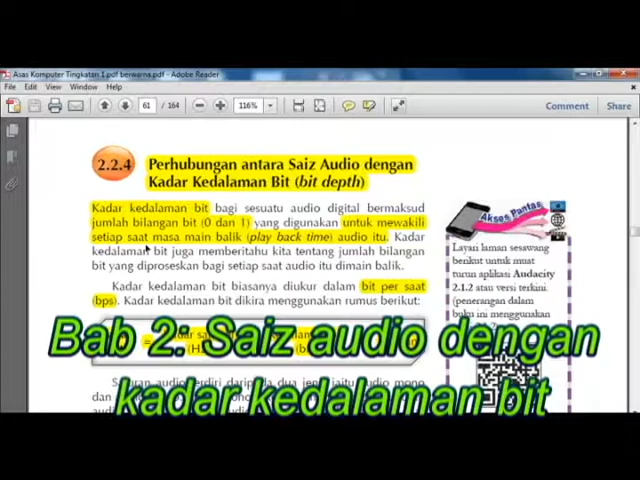 Asas Komputer Tingkatan 1.pdf berwarna.pdf - Adobe Reader
File Edit View Window Help
61 / 164 116% Comment Share
2.2.4 Perhubungan antara Saiz Audio dengan
Kadar Kedalaman Bit (bit depth)
Kadar kedalaman bit bagi sesuatu audio digital bermaksud
jumlah bilangan bit (0 dan 1) yang digunakan untuk mewakili
setiap saat masa main balik (play back time) audio itu. Kadar
kedalaman bit juga memberitahu kita tentang jumlah bilangan
bit yang diproseskan bagi setiap saat audio itu dimain balik.
Kadar kedalaman bit biasanya diukur dalam bit per saat
(bps). Kadar kedalaman bit dikira menggunakan rumus berikut:
Akses Pantas
Layari laman sesawang
berikut untuk muat
turun aplikasi Audacity
2.1.2 atau versi terkini.
(penerangan dalam
buku ini menggunakan
Bab 2: Saiz audio dengan
kadar kedalaman bit